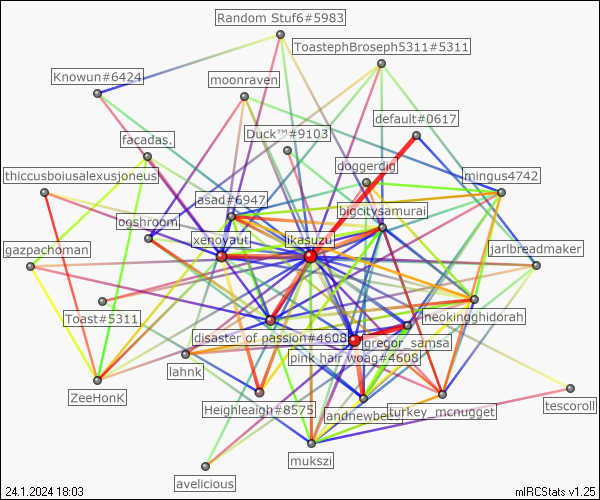 Random Stuf6#5983
ToastephBroseph5311#5311
Knowun#6424
moonraven
default#0617
Duck™#9103
facadas.
doggerdig
thiccusboiusalexusjoneus
mingus4742
asad#6947
bigcitysamurai
ogshroom
xenoyaut
likasuzu
gazpachoman
jarlbreadmaker
Toast#5311
neokingghidorah
disaster of passion#4608
gregor_samsa
pink hair woag#4608
lahnk
ZeeHonK
Heighleaigh#8575
andnewbeco
turkey_mcnugget
tescoroll
mukszi
avelicious
24.1.2024 18:03
mIRCStats v1.25